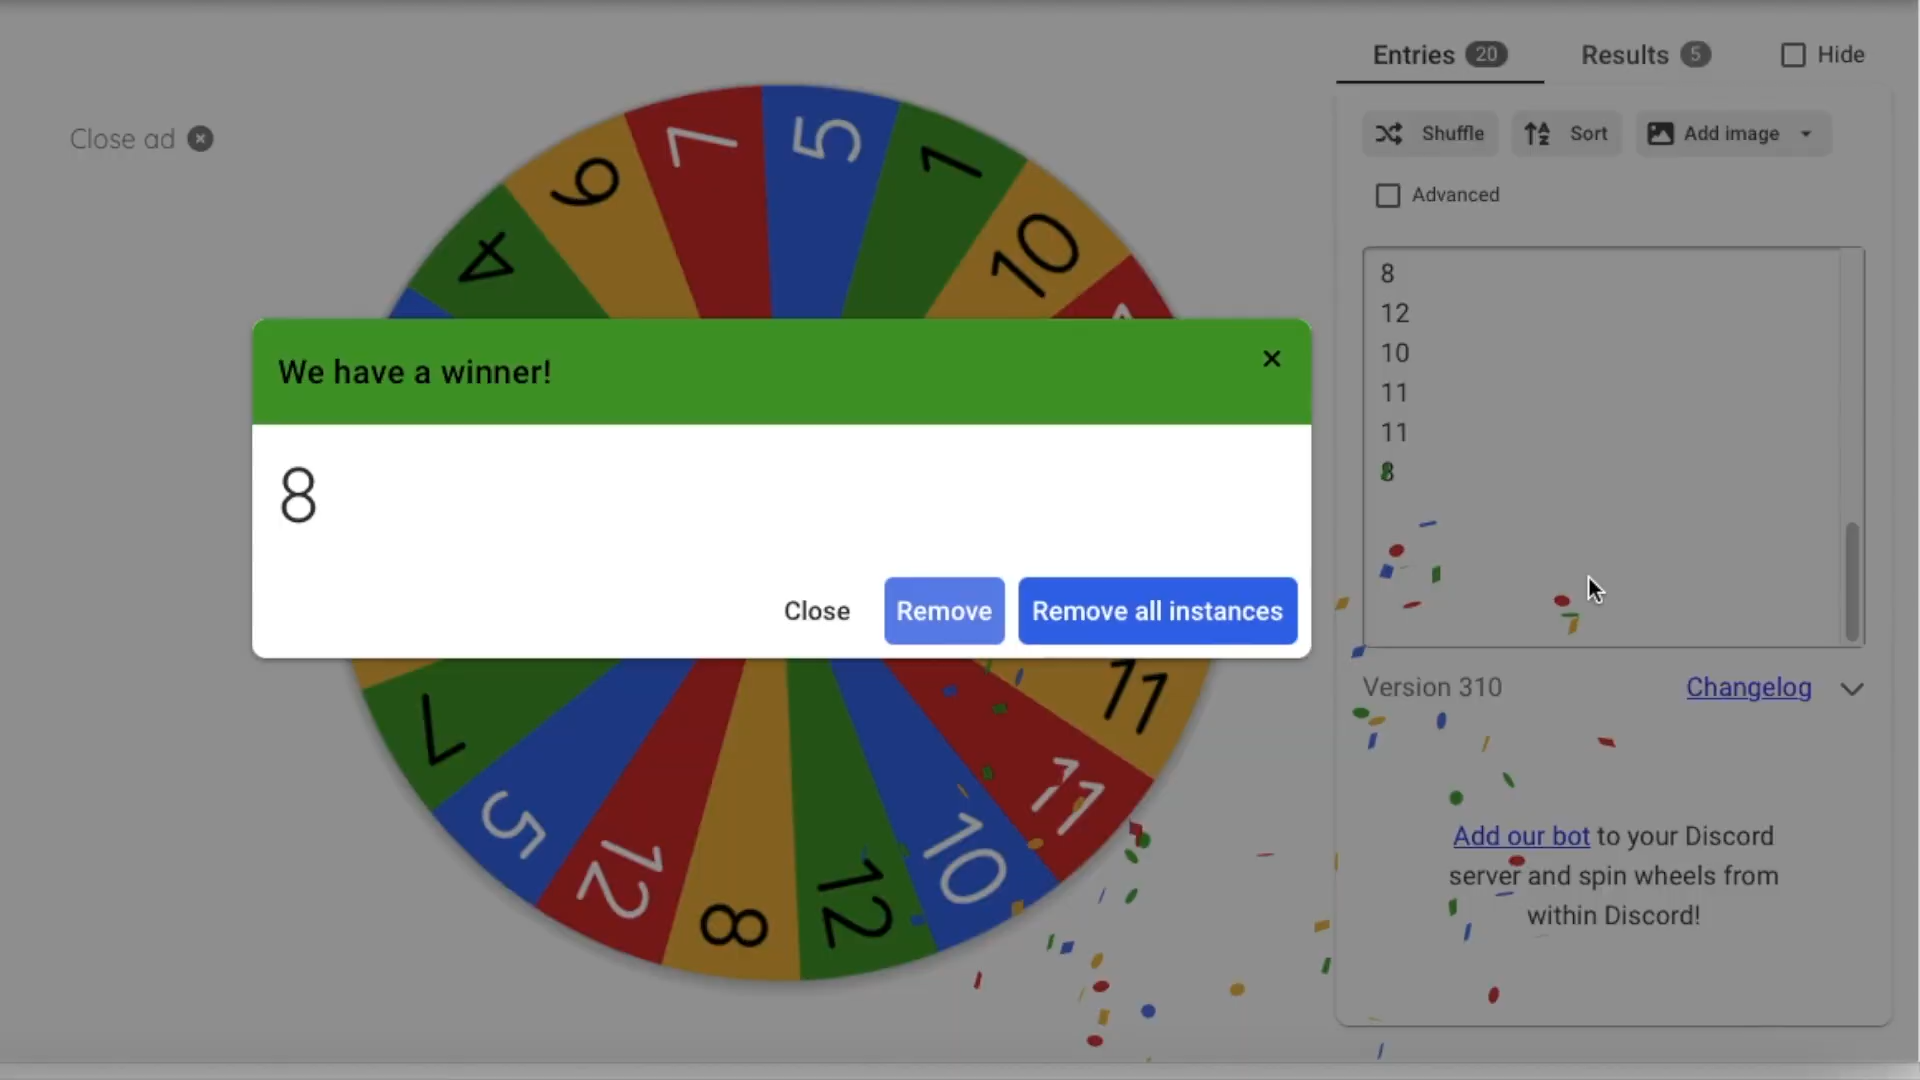 Entries 20 Results 5 Hide
Close ad
Shuffle Sort Add image
Advanced
4
6
7
5
1
10
We have a winner!
8
Close Remove Remove all instances
8
12
10
11
11
8
7
5
12
8
12
10
11
11
Version 310 Changelog
Add our bot to your Discord
server and spin wheels from
within Discord!